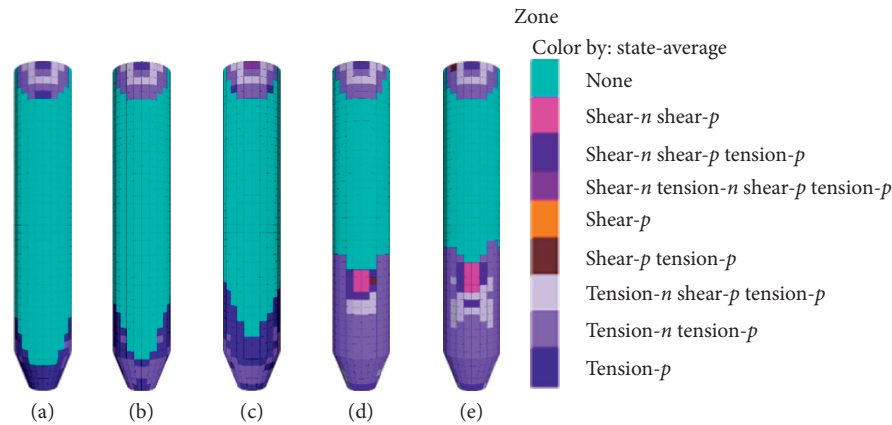 Zone
Color by: state-average
None
Shear-n shear-p
Shear-n shear-p tension-p
Shear-n tension-n shear-p tension-p
Shear-p
Shear-p tension-p
Tension-n shear-p tension-p
Tension-n tension-p
Tension-p
(a) (b) (c) (d) (e)